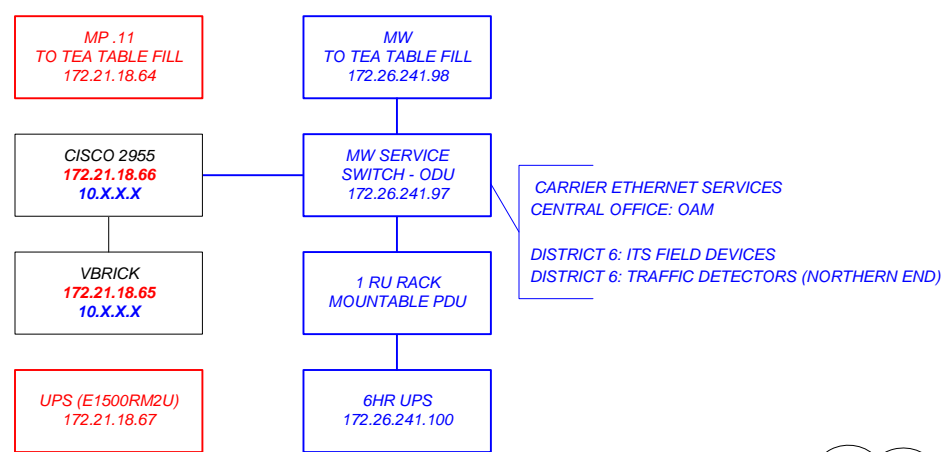 MP .11
TO TEA TABLE FILL
172.21.18.64
MW
TO TEA TABLE FILL
172.26.241.98
CISCO 2955
172.21.18.66
10.X.X.X
MW SERVICE
SWITCH - ODU
172.26.241.97
CARRIER ETHERNET SERVICES
CENTRAL OFFICE: OAM
DISTRICT 6: ITS FIELD DEVICES
DISTRICT 6: TRAFFIC DETECTORS (NORTHERN END)
VBRICK
172.21.18.65
10.X.X.X
1 RU RACK
MOUNTABLE PDU
UPS (E1500RM2U)
172.21.18.67
6HR UPS
172.26.241.100